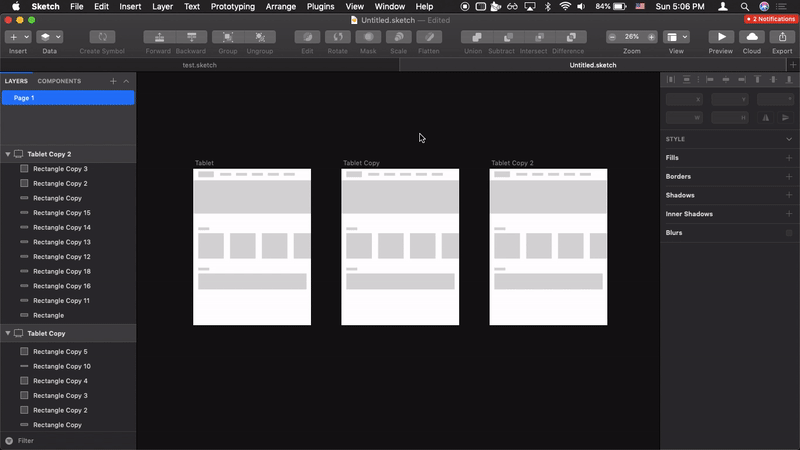 Sketch File Edit Insert Layer Text Prototyping Arrange Plugins View Window Help 84% Sun 5:06 PM
Untitled.sketch — Edited
2 Notifications
Insert Data Create Symbol Forward Backward Group Ungroup Edit Rotate Mask Scale Flatten Union Subtract Intersect Difference Zoom View Preview Cloud Export
26%
test.sketch Untitled.sketch
LAYERS COMPONENTS
Page 1
Tablet Copy 2
Rectangle Copy 3
Rectangle Copy 2
Rectangle Copy
Rectangle Copy 15
Rectangle Copy 14
Rectangle Copy 13
Rectangle Copy 12
Rectangle Copy 18
Rectangle Copy 16
Rectangle Copy 11
Rectangle
Tablet Copy
Rectangle Copy 5
Rectangle Copy 10
Rectangle Copy 4
Rectangle Copy 3
Rectangle Copy 2
Rectangle Copy
Filter
Tablet Tablet Copy Tablet Copy 2
X Y °
W H
STYLE
Fills
Borders
Shadows
Inner Shadows
Blurs